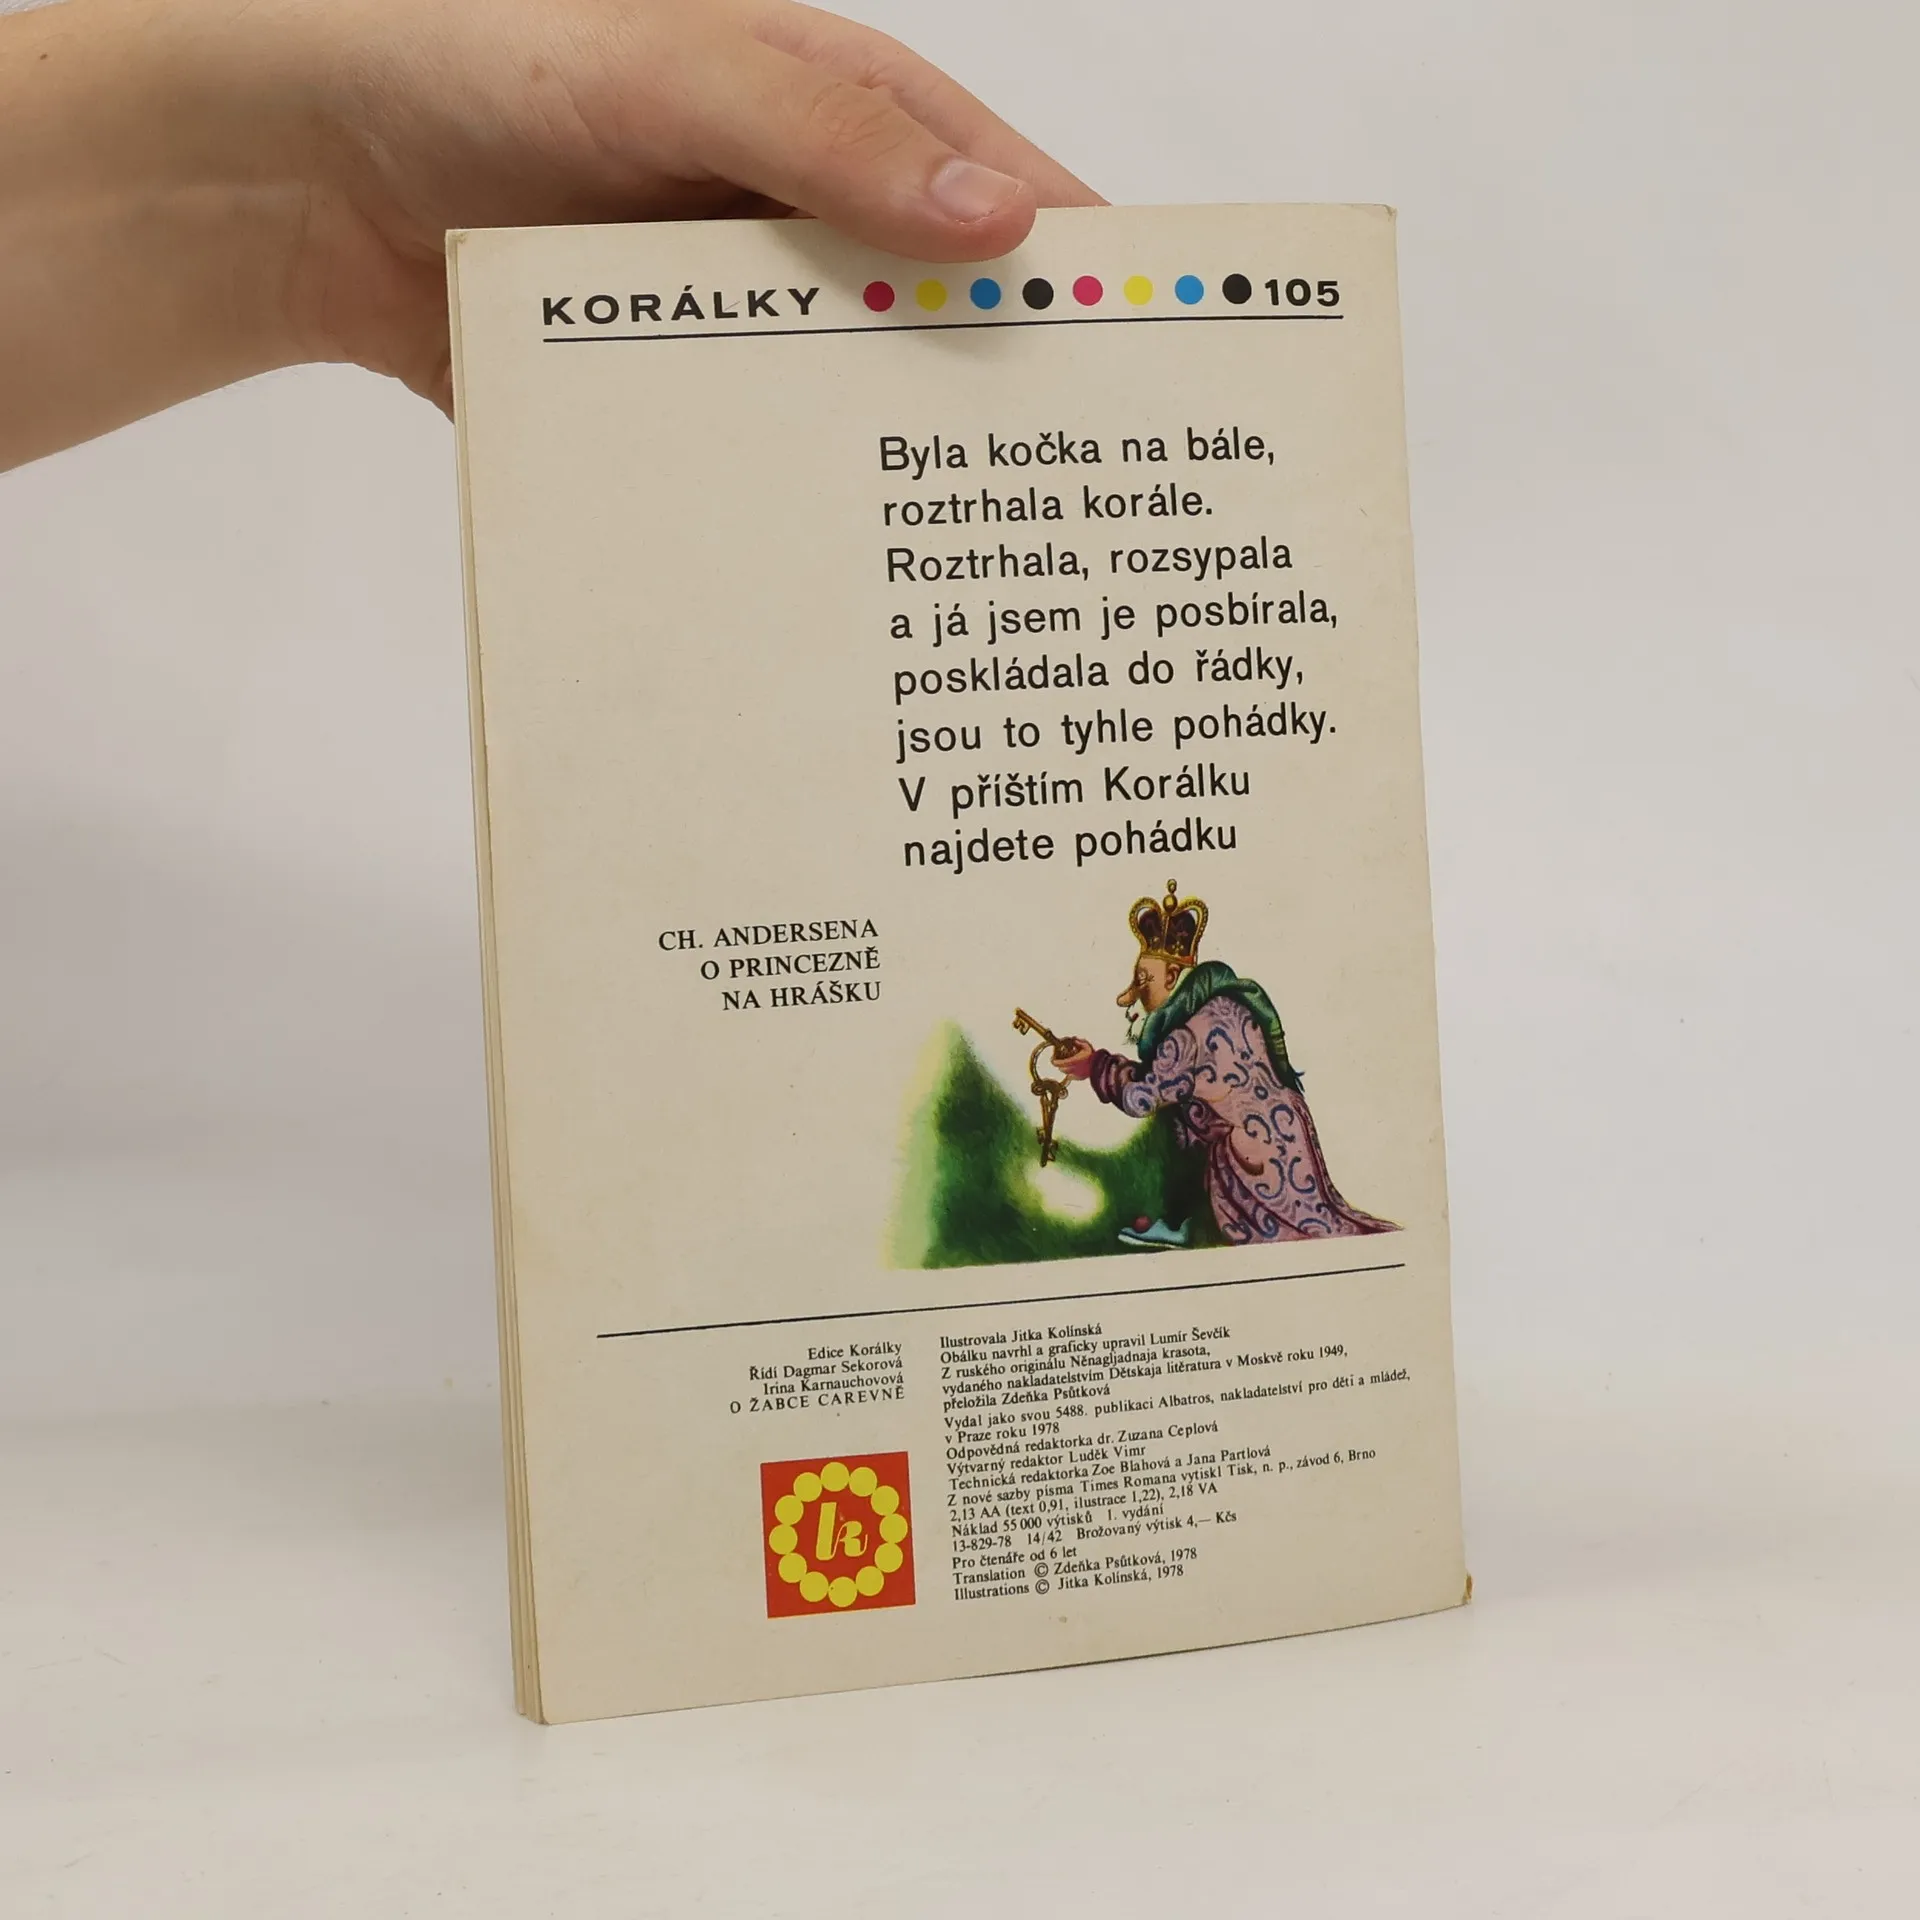 KORÁLKY 105
Byla kočka na bále,
roztrhala korále.
Roztrhala, rozsypala
a já jsem je posbírala,
poskládala do řádky,
jsou to tyhle pohádky.
V příštím Korálku
najdete pohádku
CH. ANDERSENA
O PRINCEZNĚ
NA HRÁŠKU
Edice Korálky
Řídí Dagmar Sekorová
Irina Karnauchovová
O ŽABCE CAREVNĚ
k
Ilustrovala Jitka Kolínská
Obálku navrhl a graficky upravil Lumír Ševčík
Z ruského originálu Něnagljadnaja krasota,
vydaného nakladatelstvím Dětskaja litěratura v Moskvě roku 1949,
přeložila Zdeňka Psůtková
Vydal jako svou 5488. publikaci Albatros, nakladatelství pro děti a mládež,
v Praze roku 1978
Odpovědná redaktorka dr. Zuzana Ceplová
Výtvarný redaktor Luděk Vimr
Technická redaktorka Zoe Blahová a Jana Partlová
Z nové sazby písma Times Romana vytiskl Tisk, n. p., závod 6, Brno
2,13 AA (text 0,91, ilustrace 1,22), 2,18 VA
Náklad 55 000 výtisků 1. vydání
13-829-78 14/42 Brožovaný výtisk 4,— Kčs
Pro čtenáře od 6 let
Translation © Zdeňka Psůtková, 1978
Illustrations © Jitka Kolínská, 1978